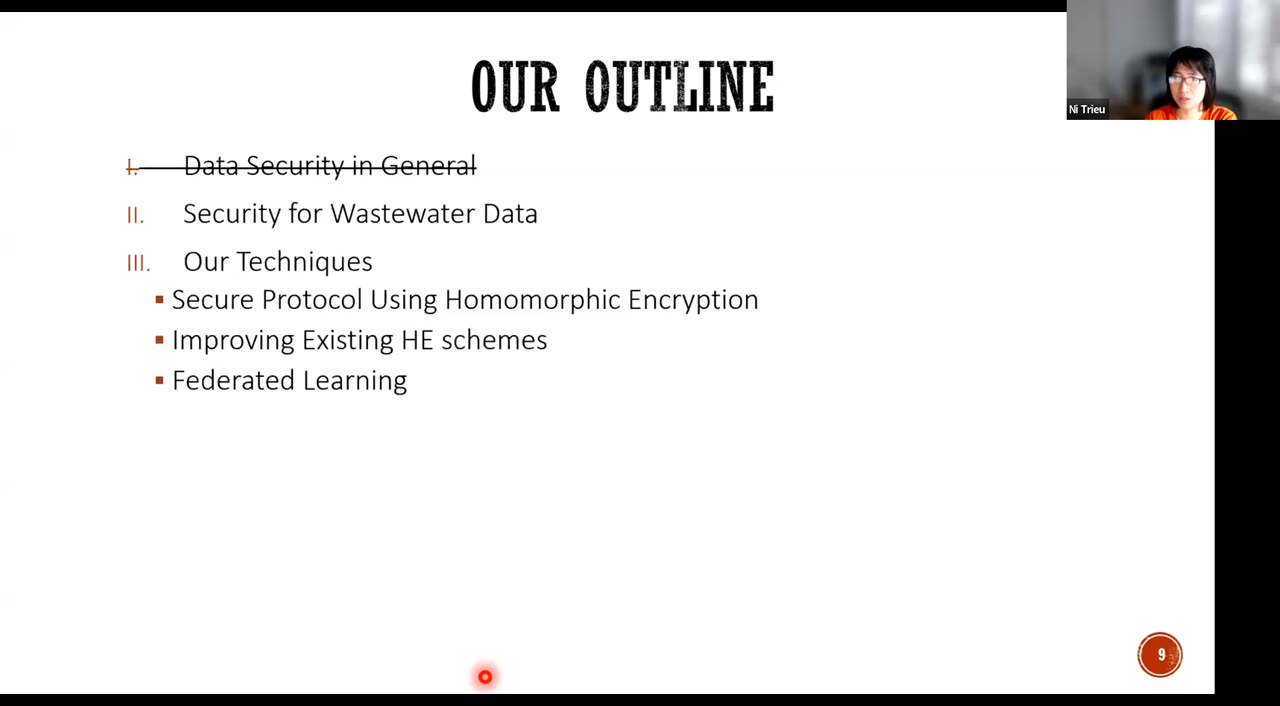 OUR OUTLINE
Ni Trieu
I. Data Security in General
II. Security for Wastewater Data
III. Our Techniques
▪ Secure Protocol Using Homomorphic Encryption
▪ Improving Existing HE schemes
▪ Federated Learning
9